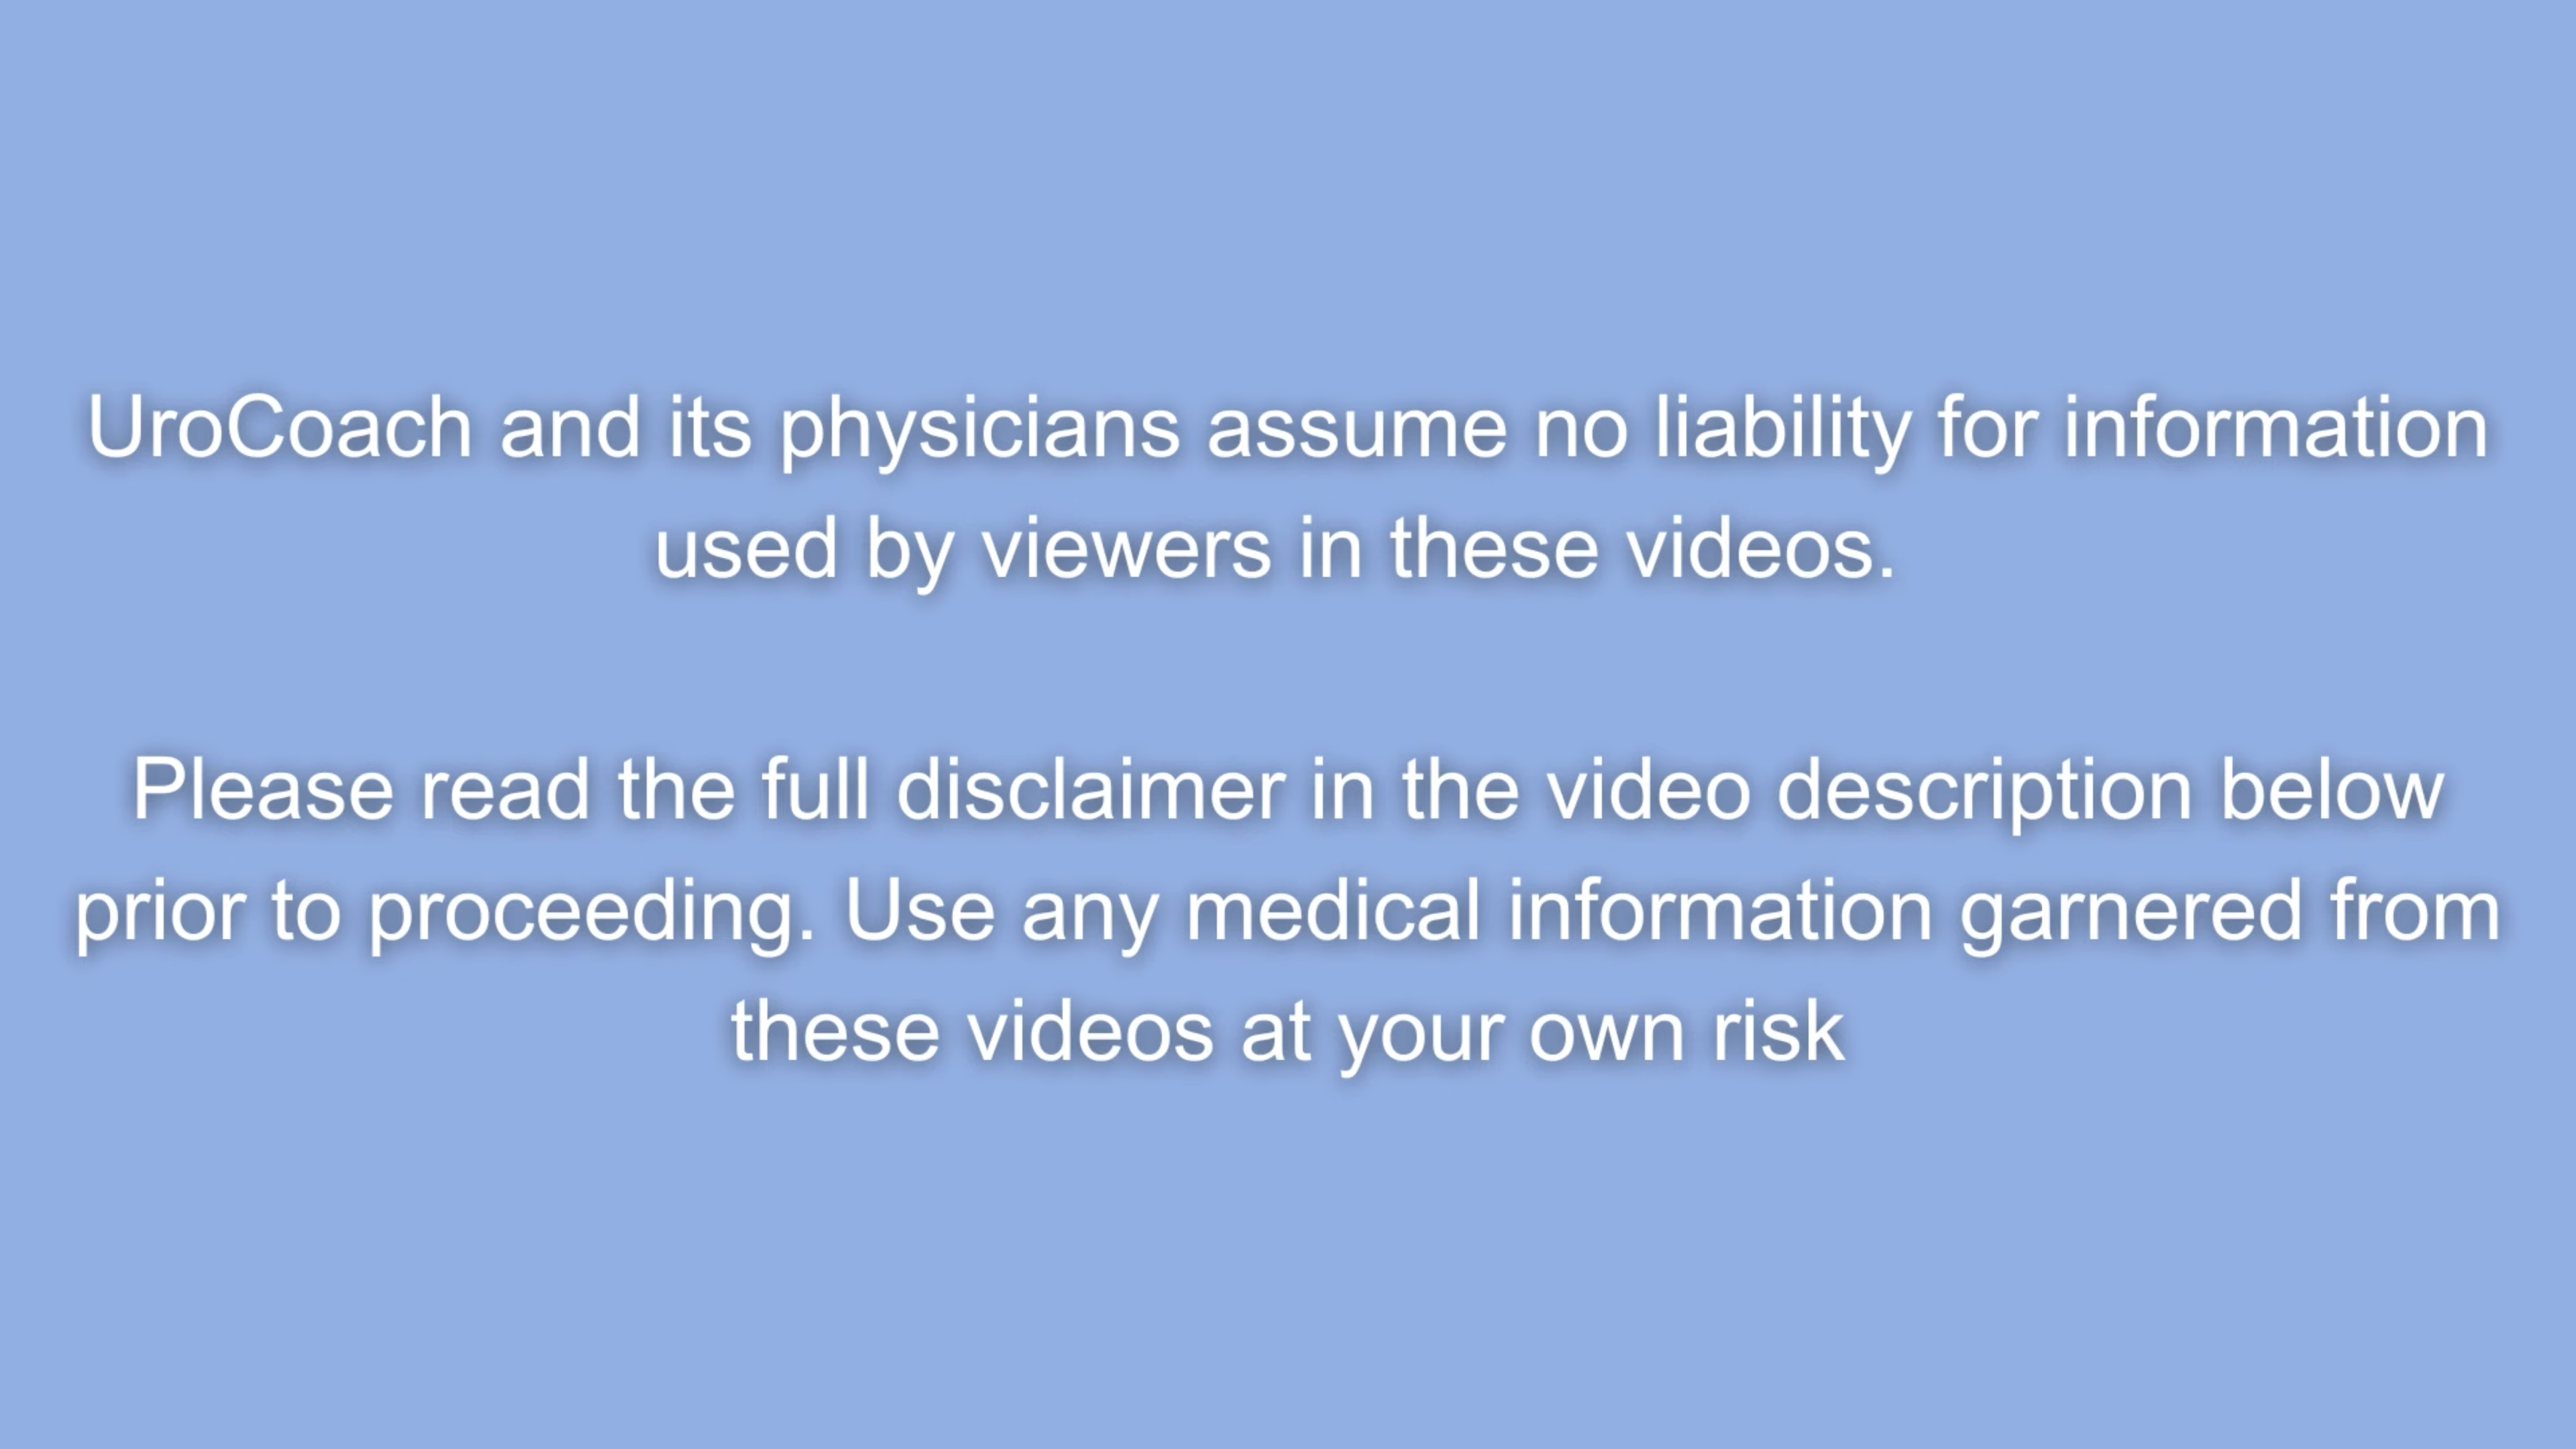 UroCoach and its physicians assume no liability for information
used by viewers in these videos.
Please read the full disclaimer in the video description below
prior to proceeding. Use any medical information garnered from
these videos at your own risk